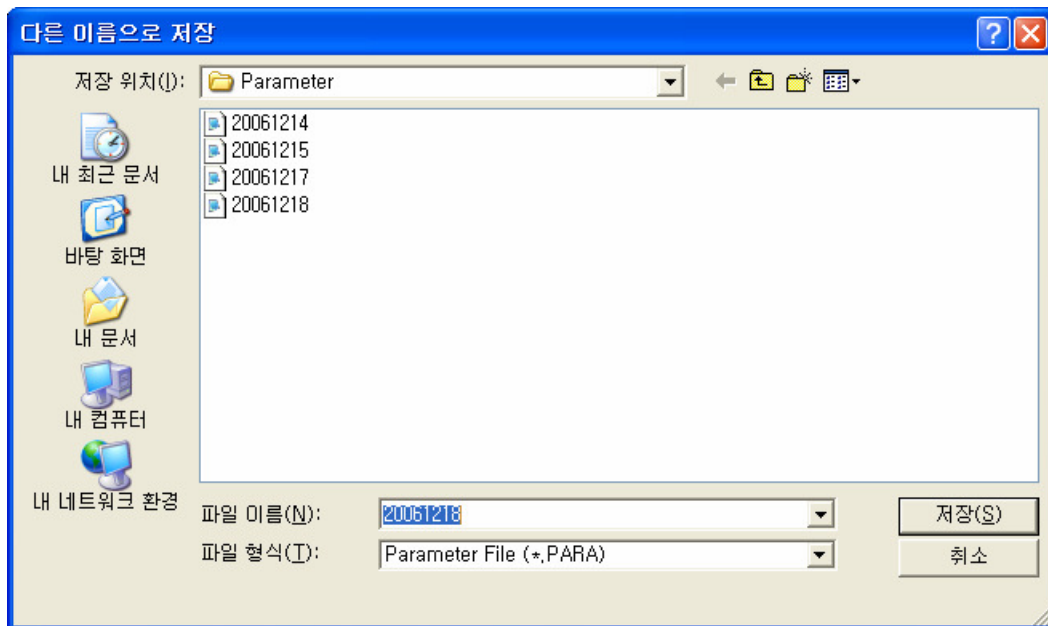 다른 이름으로 저장
저장 위치(I): Parameter
20061214
20061215
20061217
20061218
내 최근 문서
바탕 화면
내 문서
내 컴퓨터
내 네트워크 환경
파일 이름(N): 20061218 저장(S)
파일 형식(T): Parameter File (*,PARA) 취소